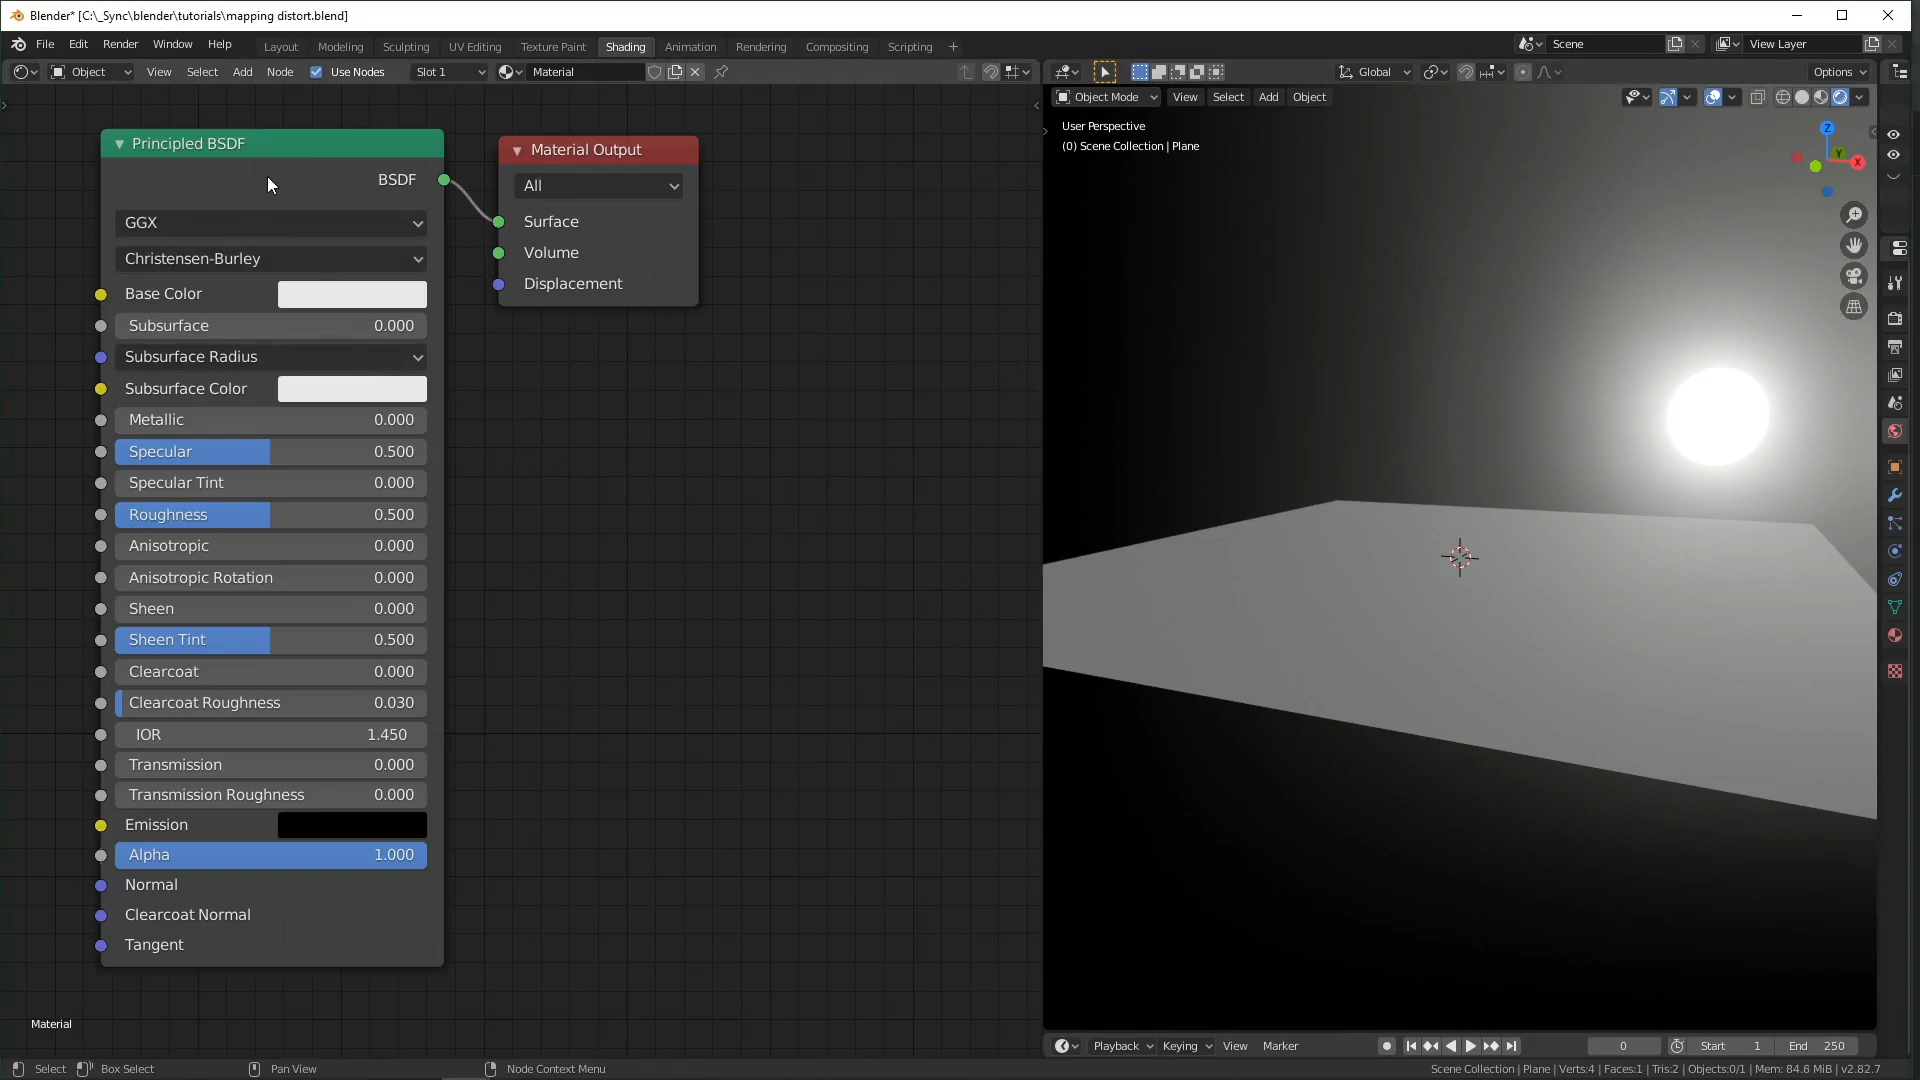 Blender* [C:\_Sync\blender\tutorials\mapping distort.blend]
File Edit Render Window Help Layout Modeling Sculpting UV Editing Texture Paint Shading Animation Rendering Compositing Scripting + Scene View Layer
Object View Select Add Node Use Nodes Slot 1 Material Global Options
Object Mode View Select Add Object
Principled BSDF
BSDF
GGX
Christensen-Burley
Base Color
Subsurface 0.000
Subsurface Radius
Subsurface Color
Metallic 0.000
Specular 0.500
Specular Tint 0.000
Roughness 0.500
Anisotropic 0.000
Anisotropic Rotation 0.000
Sheen 0.000
Sheen Tint 0.500
Clearcoat 0.000
Clearcoat Roughness 0.030
IOR 1.450
Transmission 0.000
Transmission Roughness 0.000
Emission
Alpha 1.000
Normal
Clearcoat Normal
Tangent
Material Output
All
Surface
Volume
Displacement
User Perspective
(0) Scene Collection | Plane
Z
Y
X
Material
Playback Keying View Marker 0 Start 1 End 250
Select Box Select Pan View Node Context Menu Scene Collection | Plane | Verts:4 | Faces:1 | Tris:2 | Objects:0/1 | Mem: 84.6 MiB | v2.82.7